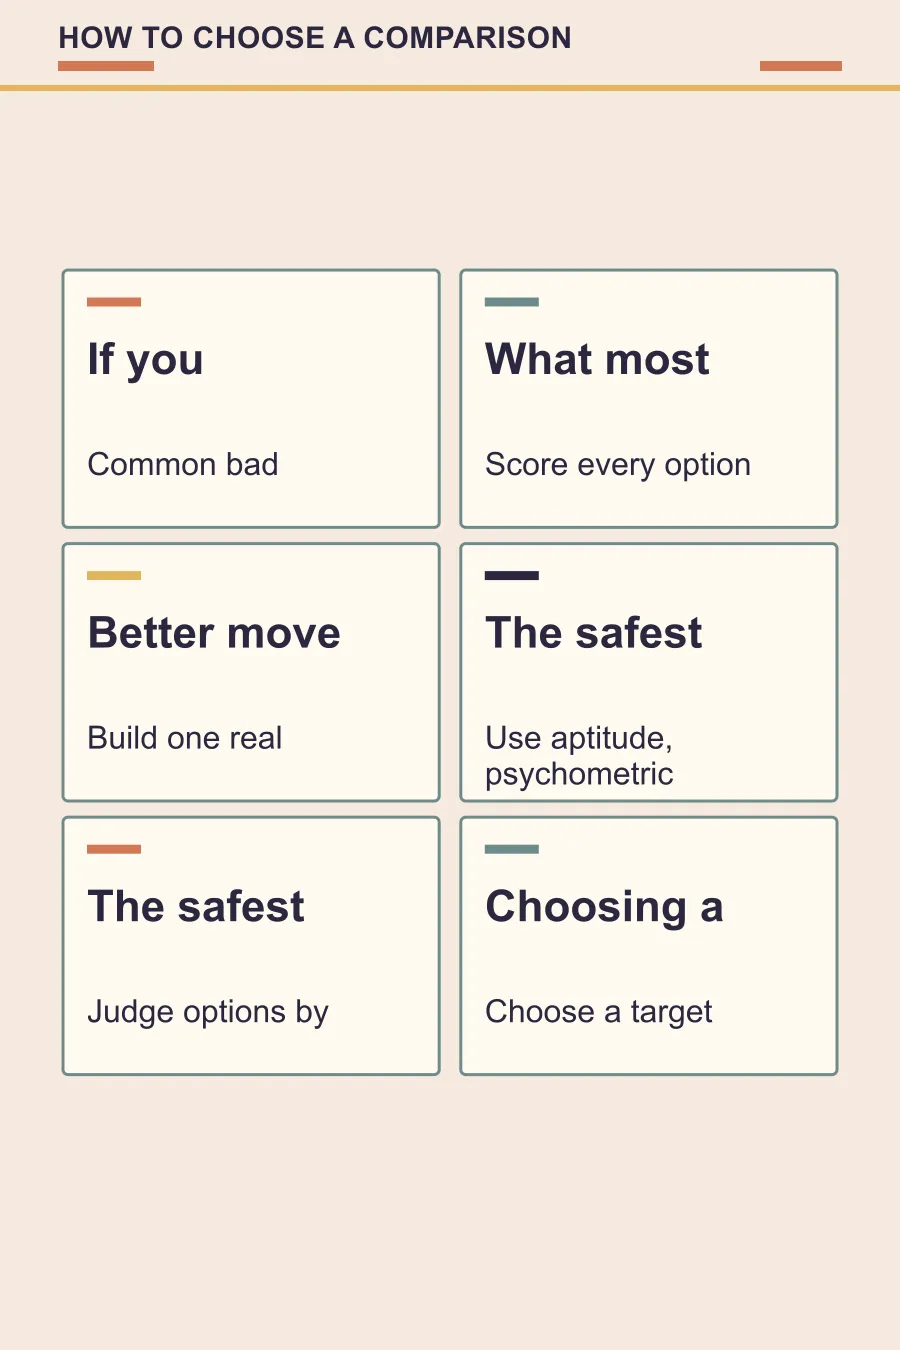 HOW TO CHOOSE A COMPARISON
If you
Common bad
What most
Score every option
Better move
Build one real
The safest
Use aptitude,
psychometric
The safest
Judge options by
Choosing a
Choose a target